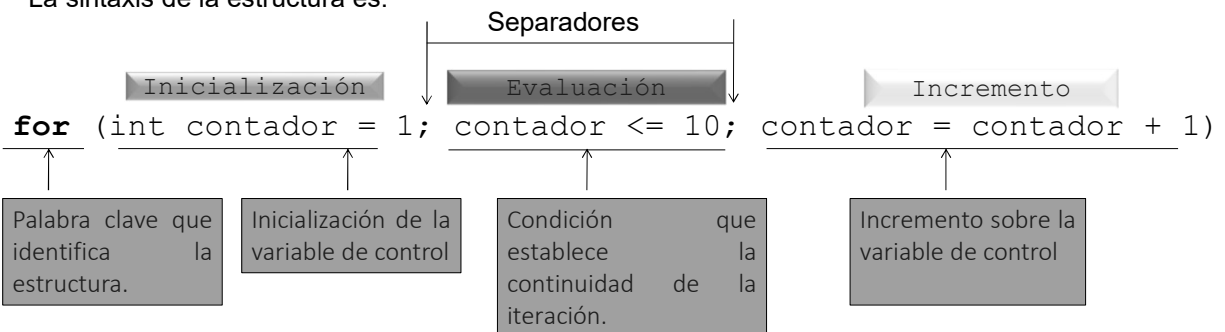 La sintaxis de la estructura es:
Separadores
Inicialización Evaluación Incremento
for (int contador = 1; contador <= 10; contador = contador + 1)
Palabra clave que
identifica la
estructura.
Inicialización de la
variable de control
Condición que
establece la
continuidad de la
iteración.
Incremento sobre la
variable de control